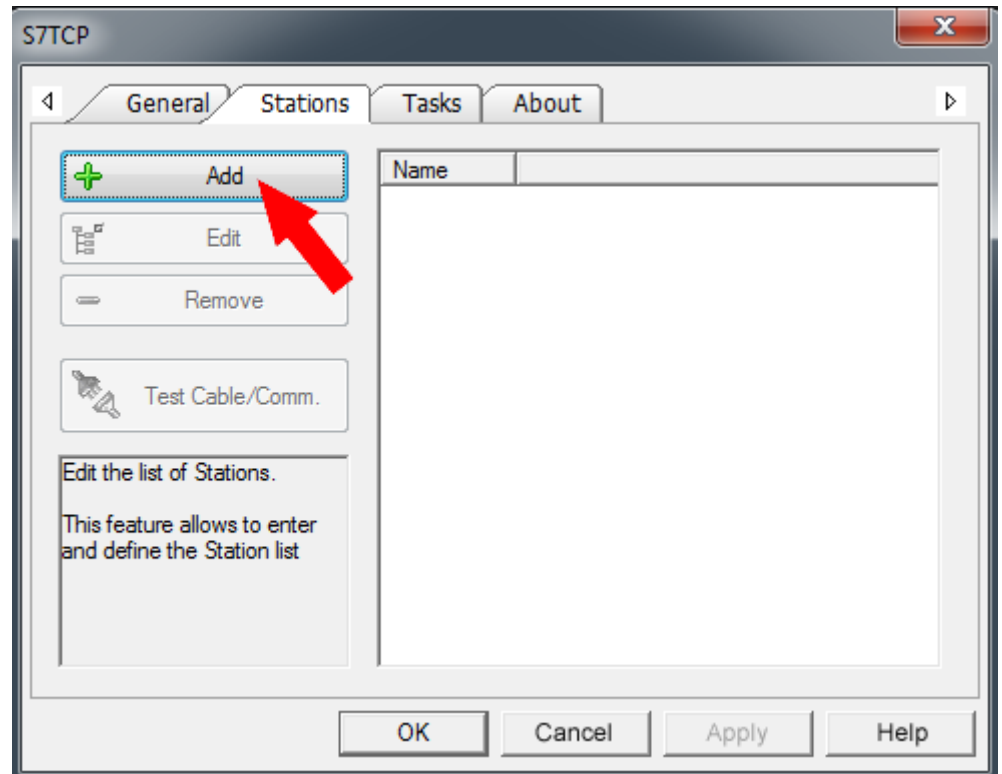 S7TCP
General Stations Tasks About
Add
Name
Edit
Remove
Test Cable/Comm.
Edit the list of Stations.
This feature allows to enter
and define the Station list
OK Cancel Apply Help